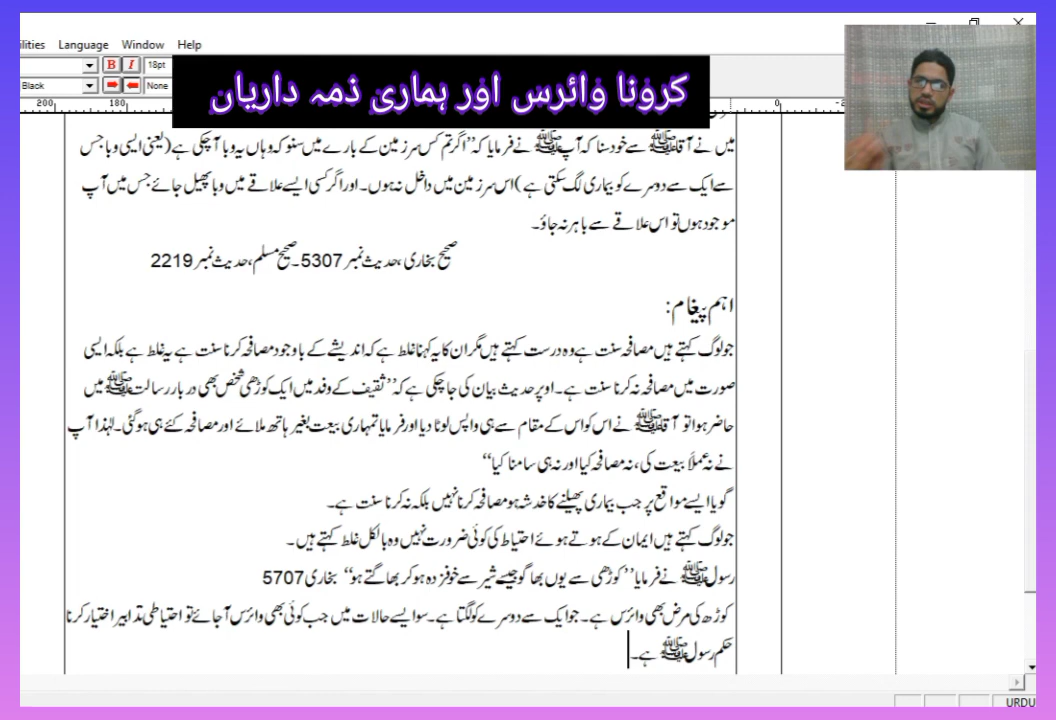 ilities Language Window Help
B I 18pt
Black None
200 180 0 -2
کرونا وائرس اور ہماری ذمہ داریاں
میں نے آقاﷺ سے خود سنا کہ آپﷺ نے فرمایا کہ ’’اگر تم کس سرزمین کے بارے میں سنو کہ وہاں یہ وبا آچکی ہے (یعنی ایسی وبا جس
سے ایک سے دوسرے کو بیماری لگ سکتی ہے) اس سرزمین میں داخل نہ ہوں۔ اور اگر کسی ایسے علاقے میں وبا پھیل جائے جس میں آپ
موجود ہوں تو اس علاقے سے باہر نہ جاؤ۔
صحیح بخاری، حدیث نمبر 5307۔ صحیح مسلم، حدیث نمبر 2219
اہم پیغام:
جو لوگ کہتے ہیں مصافحہ سنت ہے وہ درست کہتے ہیں مگر ان کا یہ کہنا غلط ہے کہ اندیشے کے باوجود مصافحہ کرنا سنت ہے یہ غلط ہے بلکہ ایسی
صورت میں مصافحہ نہ کرنا سنت ہے۔ اوپر حدیث بیان کی جاچکی ہے کہ ’’ثقیف کے وفد میں ایک کوڑھی شخص بھی دربار رسالتﷺ میں
حاضر ہوا تو آقاﷺ نے اس کو اس کے مقام سے ہی واپس لوٹا دیا اور فرمایا تمہاری بیعت بغیر ہاتھ ملائے اور مصافحہ کئے ہی ہوگئی۔ لہٰذا آپ
نے نہ عملاً بیعت کی، نہ مصافحہ کیا اور نہ ہی سامنا کیا‘‘
گویا ایسے مواقع پر جب بیماری پھیلنے کا خدشہ ہو مصافحہ کرنا نہیں بلکہ نہ کرنا سنت ہے۔
جو لوگ کہتے ہیں ایمان کے ہوتے ہوئے احتیاط کی کوئی ضرورت نہیں وہ بالکل غلط کہتے ہیں۔
رسولﷺ نے فرمایا ’’کوڑھی سے یوں بھاگو جیسے شیر سے خوفزدہ ہو کر بھاگتے ہو‘‘ بخاری 5707
کوڑھ کی مرض بھی وائرس ہے۔ جو ایک سے دوسرے کو لگتا ہے۔ سو ایسے حالات میں جب کوئی بھی وائرس آجائے تو احتیاطی تدابیر اختیار کرنا
حکم رسولﷺ ہے۔
URDU